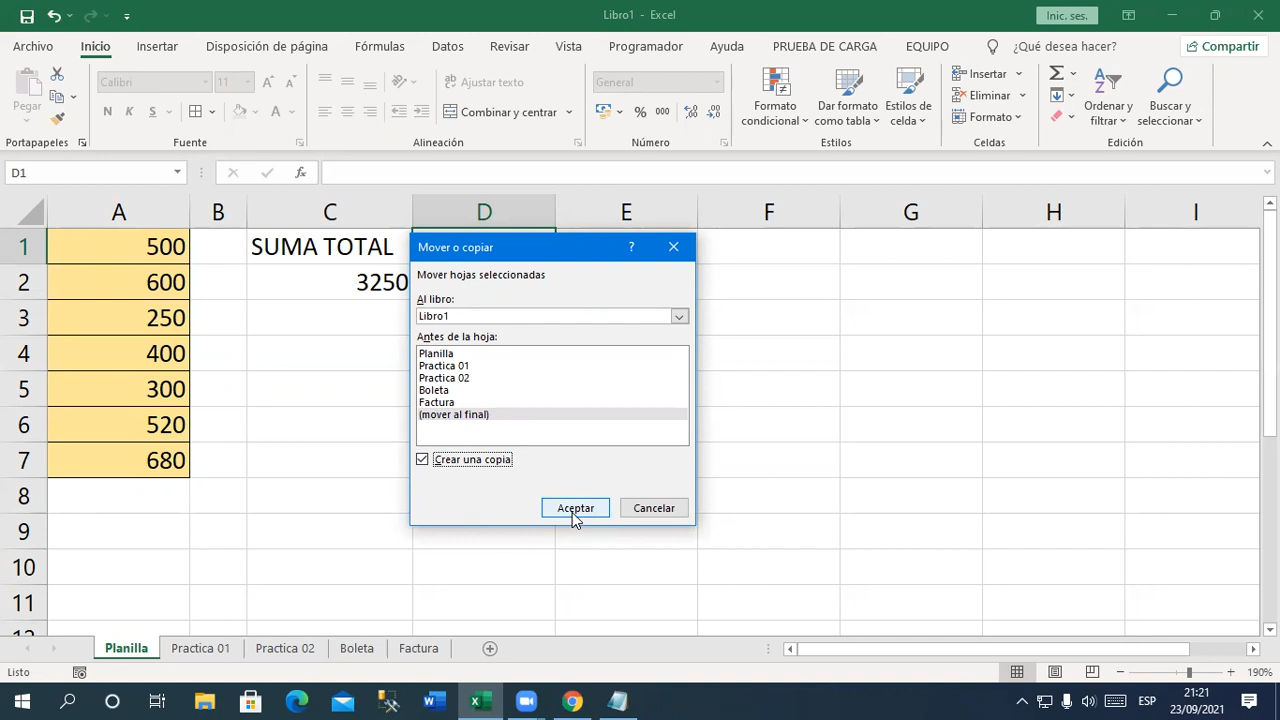 Libro1 - Excel
Inic. ses.
Archivo Inicio Insertar Disposición de página Fórmulas Datos Revisar Vista Programador Ayuda PRUEBA DE CARGA EQUIPO ¿Qué desea hacer? Compartir
Pegar
Calibri 11
N K S
Ajustar texto
Combinar y centrar
General
% 000
Formato condicional
Dar formato como tabla
Estilos de celda
Insertar
Eliminar
Formato
Ordenar y filtrar
Buscar y seleccionar
Portapapeles Fuente Alineación Número Estilos Celdas Edición
D1 fx
A B C D E F G H I
1 500 SUMA TOTAL
2 600 3250
3 250
4 400
5 300
6 520
7 680
8
9
10
11
Mover o copiar ?
Mover hojas seleccionadas
Al libro:
Libro1
Antes de la hoja:
Planilla
Practica 01
Practica 02
Boleta
Factura
(mover al final)
Crear una copia
Aceptar Cancelar
Planilla Practica 01 Practica 02 Boleta Factura
Listo 190%
ESP 21:21
23/09/2021